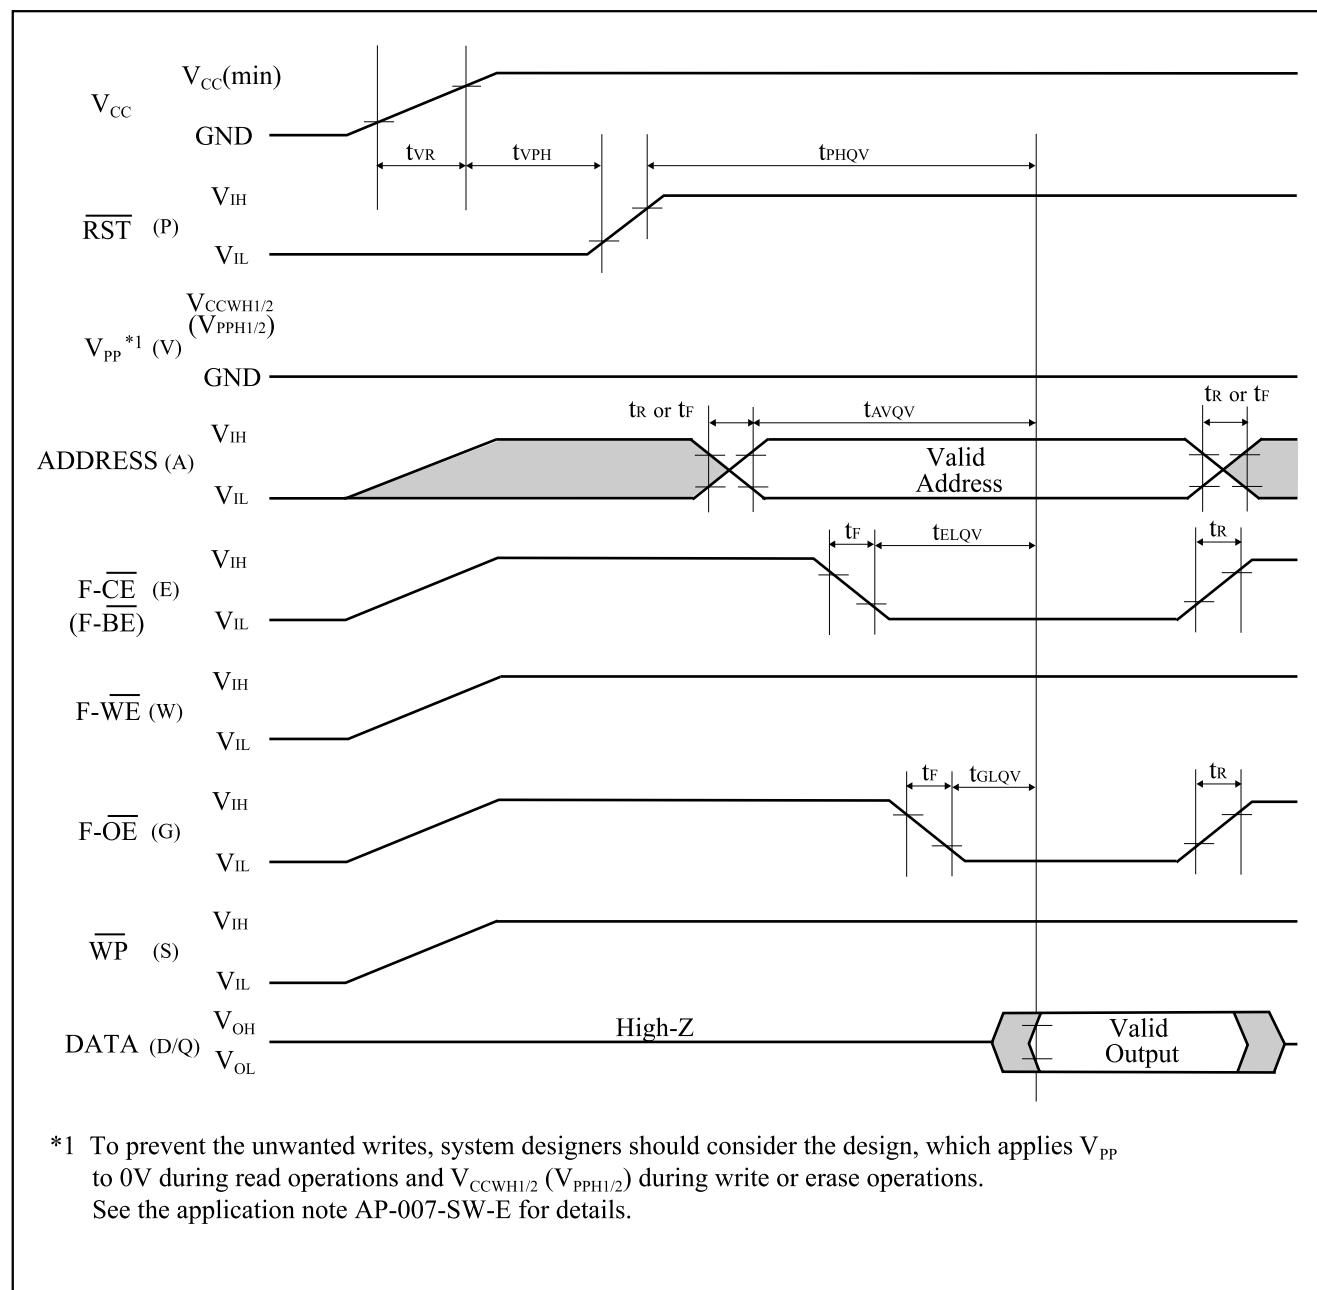 VCC(min)
VCC
GND
tVR
tVPH
tPHQV
VIH
RST (P)
VIL
VCCWH1/2
(VPPH1/2)
VPP *1 (V)
GND
tR or tF
tAVQV
tR or tF
VIH
ADDRESS (A)
Valid
Address
VIL
tF
tELQV
tR
VIH
F-CE (E)
(F-BE)
VIL
VIH
F-WE (W)
VIL
tF
tGLQV
tR
VIH
F-OE (G)
VIL
VIH
WP (S)
VIL
VOH
High-Z
Valid
Output
DATA (D/Q)
VOL
*1 To prevent the unwanted writes, system designers should consider the design, which applies VPP
to 0V during read operations and VCCWH1/2 (VPPH1/2) during write or erase operations.
See the application note AP-007-SW-E for details.